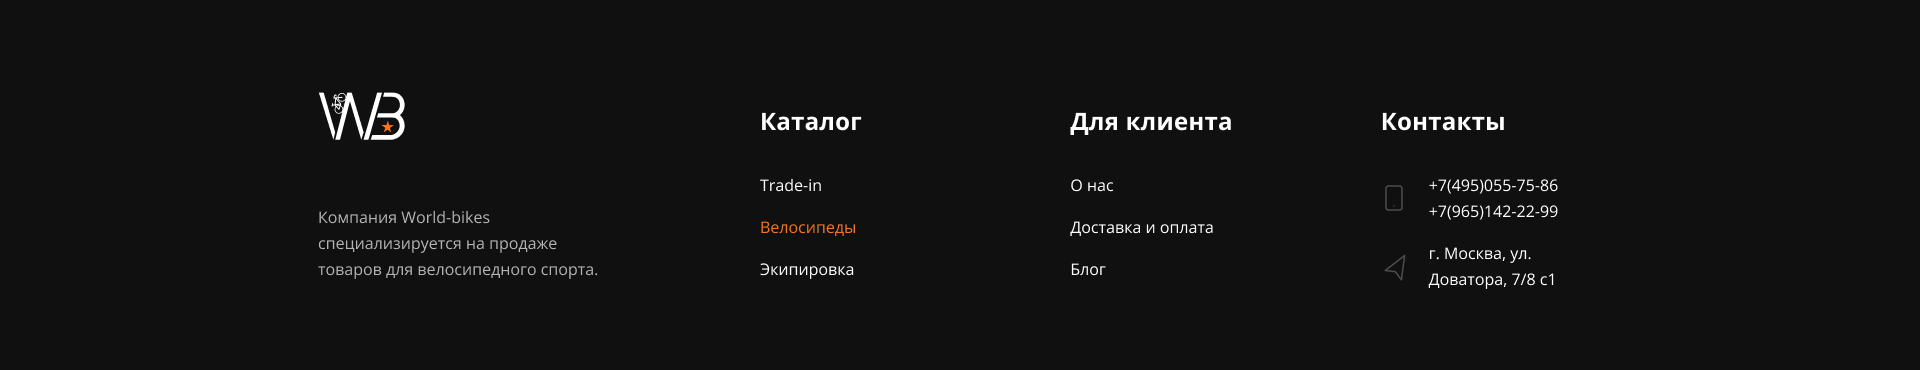 WB
Компания World-bikes
специализируется на продаже
товаров для велосипедного спорта.
Каталог
Trade-in
Велосипеды
Экипировка
Для клиента
О нас
Доставка и оплата
Блог
Контакты
+7(495)055-75-86
+7(965)142-22-99
г. Москва, ул.
Доватора, 7/8 с1